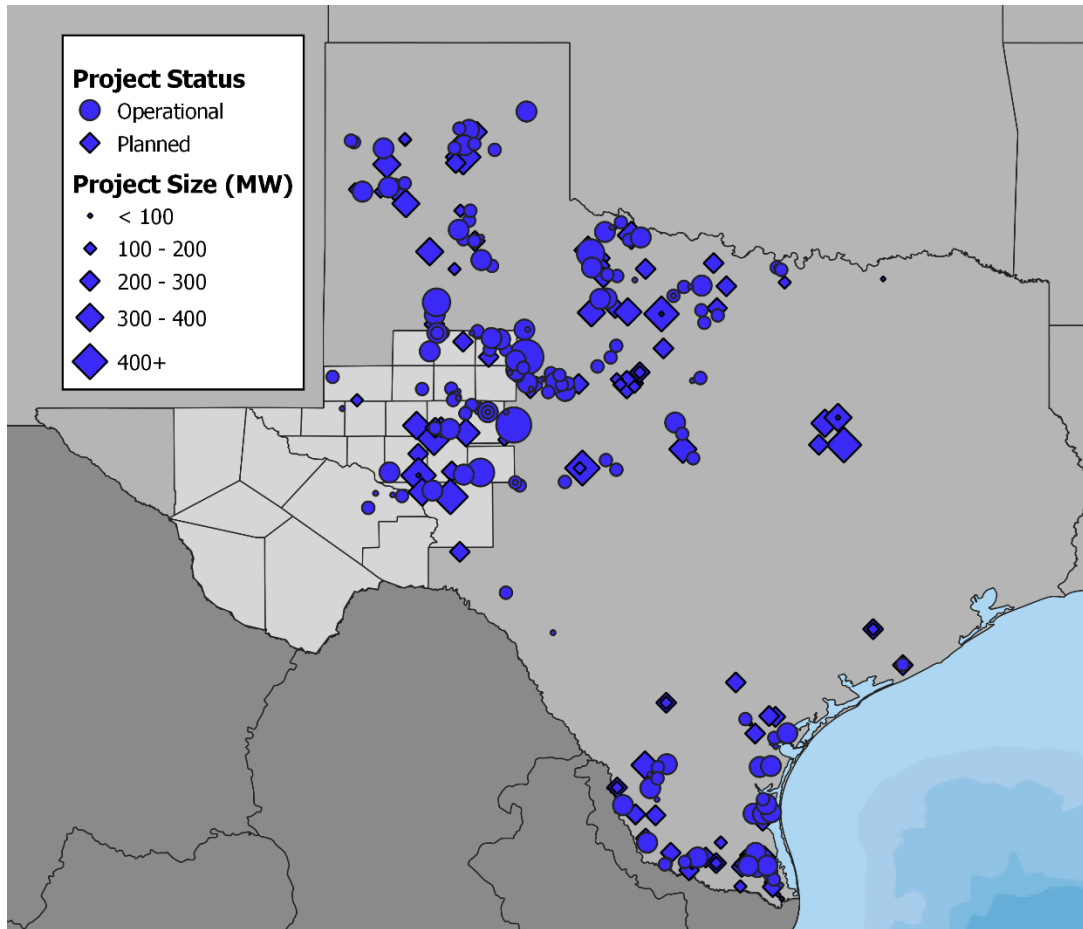 Project Status
Operational
Planned
Project Size (MW)
< 100
100 - 200
200 - 300
300 - 400
400+